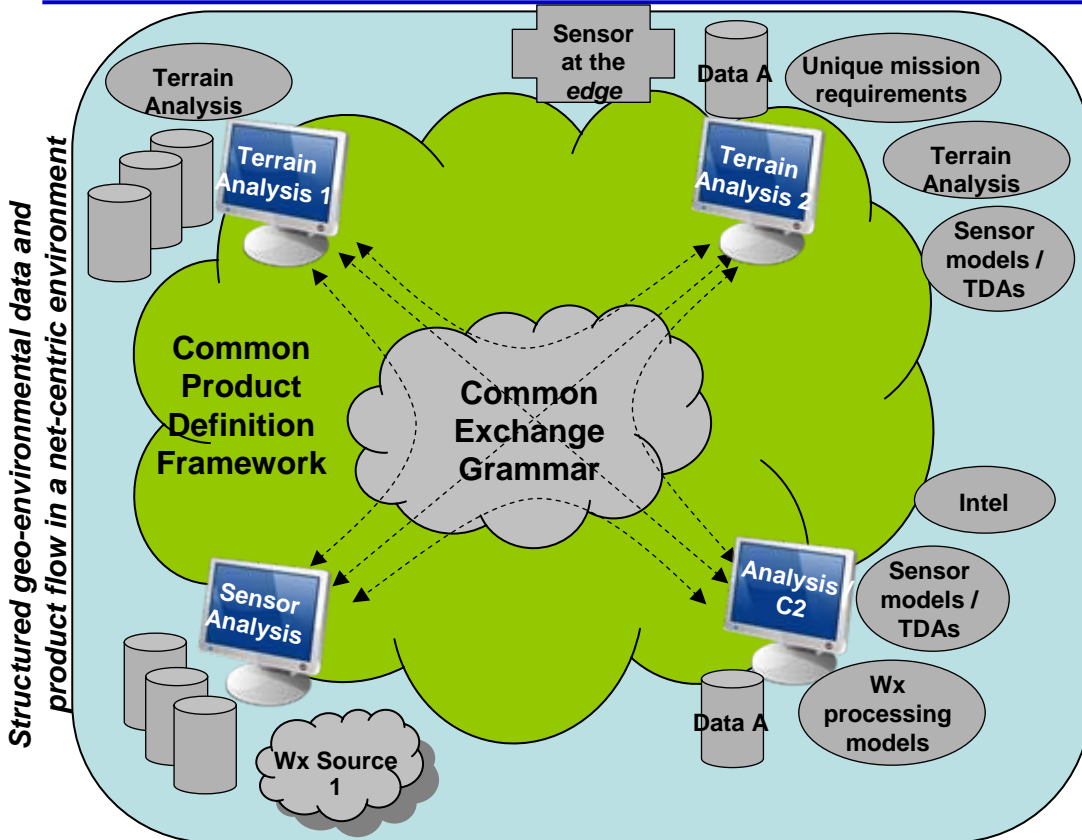 Structured geo-environmental data and
product flow in a net-centric environment
Terrain
Analysis
Sensor
at the
edge
Data A
Unique mission
requirements
Terrain
Analysis 1
Terrain
Analysis 2
Terrain
Analysis
Sensor
models /
TDAs
Common
Product
Definition
Framework
Common
Exchange
Grammar
Intel
Sensor
Analysis
Analysis /
C2
Sensor
models /
TDAs
Data A
Wx
processing
models
Wx Source
1